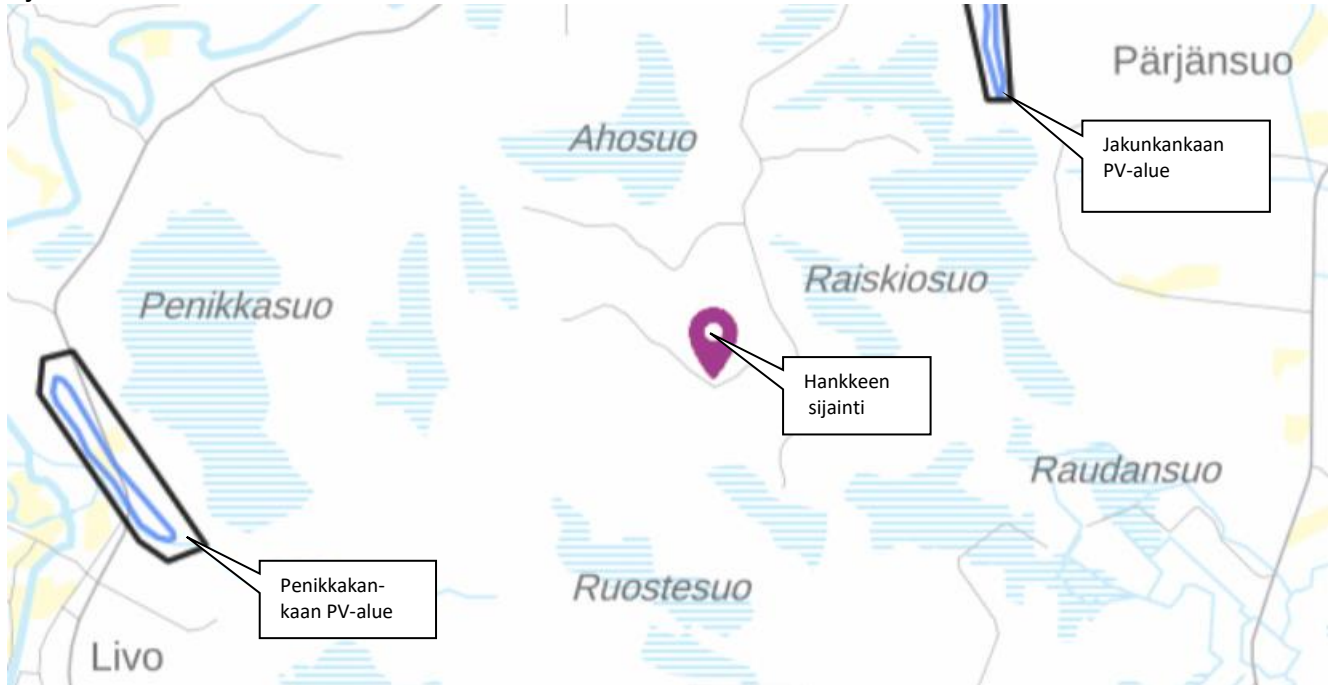 Pärjänsuo
Ahosuo
Jakunkankaan
PV-alue
Raiskiosuo
Penikkasuo
Hankkeen
sijainti
Raudansuo
Penikkakan-
kaan PV-alue
Ruostesuo
Livo